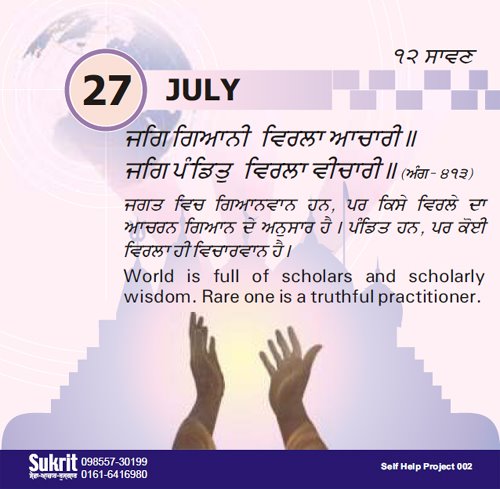 ੧੨ ਸਾਵਣ
27 JULY
ਜਗਿ ਗਿਆਨੀ ਵਿਰਲਾ ਆਚਾਰੀ॥
ਜਗਿ ਪੰਡਿਤੁ ਵਿਰਲਾ ਵੀਚਾਰੀ॥ (ਅੰਗ- ੪੧੩)
ਜਗਤ ਵਿਚ ਗਿਆਨਵਾਨ ਹਨ, ਪਰ ਕਿਸੇ ਵਿਰਲੇ ਦਾ
ਆਚਰਨ ਗਿਆਨ ਦੇ ਅਨੁਸਾਰ ਹੈ। ਪੰਡਿਤ ਹਨ, ਪਰ ਕੋਈ
ਵਿਰਲਾ ਹੀ ਵਿਚਾਰਵਾਨ ਹੈ।
World is full of scholars and scholarly
wisdom. Rare one is a truthful practitioner.
Sukrit 098557-30199
0161-6416980
Self Help Project 002